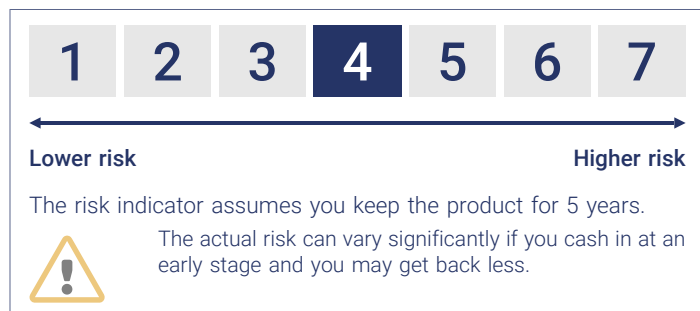 1 2 3 4 5 6 7
Lower risk Higher risk
The risk indicator assumes you keep the product for 5 years.
The actual risk can vary significantly if you cash in at an
early stage and you may get back less.